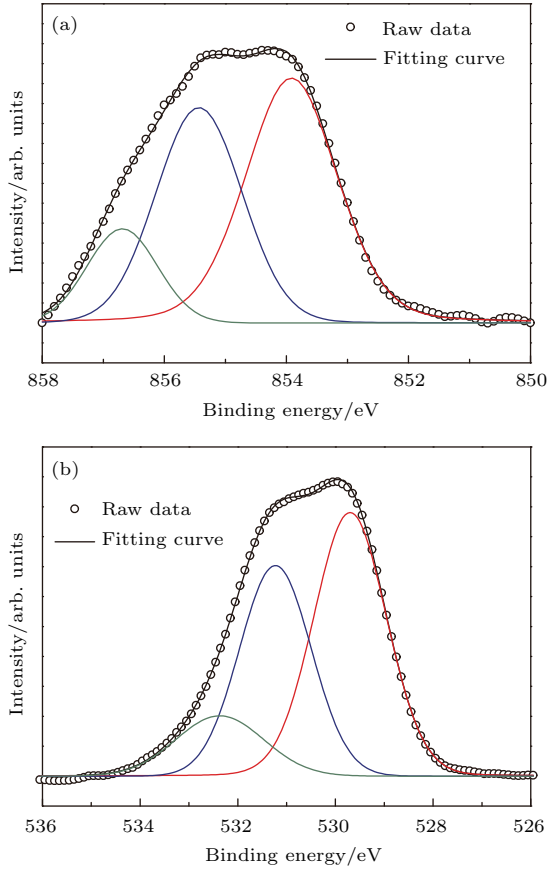 (a)
Raw data
Fitting curve
Intensity/arb. units
858 856 854 852 850
Binding energy/eV
(b)
Raw data
Fitting curve
Intensity/arb. units
536 534 532 530 528 526
Binding energy/eV